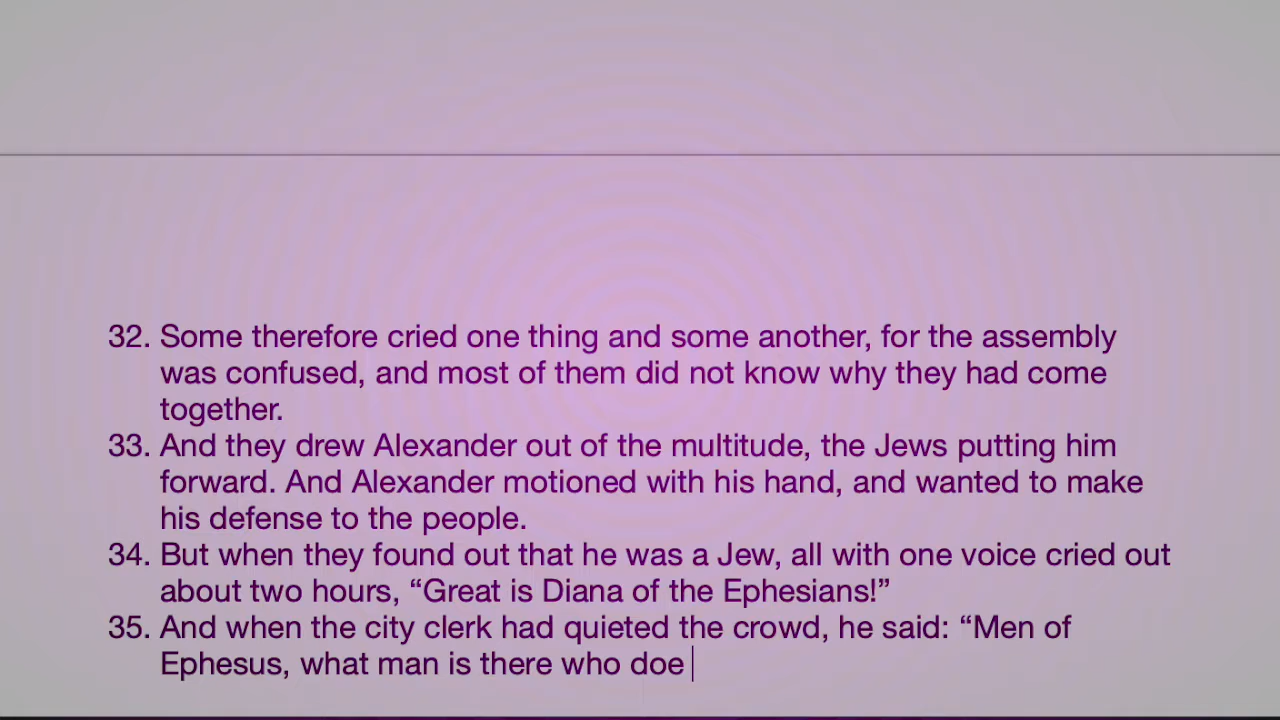 32. Some therefore cried one thing and some another, for the assembly
was confused, and most of them did not know why they had come
together.
33. And they drew Alexander out of the multitude, the Jews putting him
forward. And Alexander motioned with his hand, and wanted to make
his defense to the people.
34. But when they found out that he was a Jew, all with one voice cried out
about two hours, “Great is Diana of the Ephesians!”
35. And when the city clerk had quieted the crowd, he said: “Men of
Ephesus, what man is there who doe